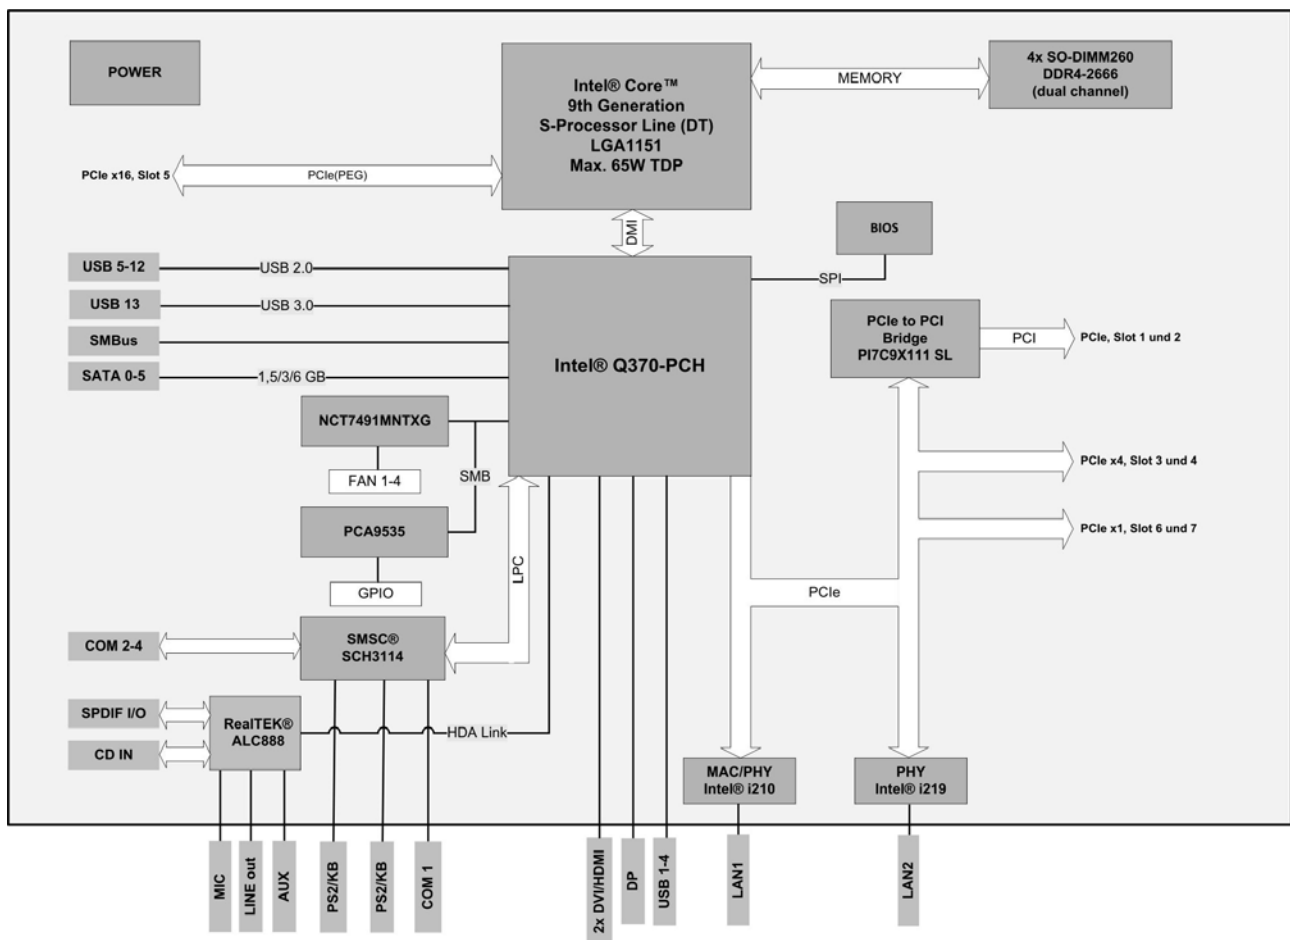 POWER
Intel® Core™
9th Generation
S-Processor Line (DT)
LGA1151
Max. 65W TDP
MEMORY
4x SO-DIMM260
DDR4-2666
(dual channel)
PCIe x16, Slot 5
PCIe(PEG)
DMI
BIOS
SPI
USB 5-12
USB 2.0
USB 13
USB 3.0
SMBus
SATA 0-5
1,5/3/6 GB
Intel® Q370-PCH
PCIe to PCI
Bridge
PI7C9X111 SL
PCI
PCIe, Slot 1 und 2
NCT7491MNTXG
FAN 1-4
SMB
PCIe x4, Slot 3 und 4
PCA9535
GPIO
LPC
PCIe x1, Slot 6 und 7
PCIe
COM 2-4
SMSC®
SCH3114
SPDIF I/O
CD IN
RealTEK®
ALC888
HDA Link
MAC/PHY
Intel® i210
PHY
Intel® i219
MIC
LINE out
AUX
PS2/KB
PS2/KB
COM 1
2x DVI/HDMI
DP
USB 1-4
LAN1
LAN2